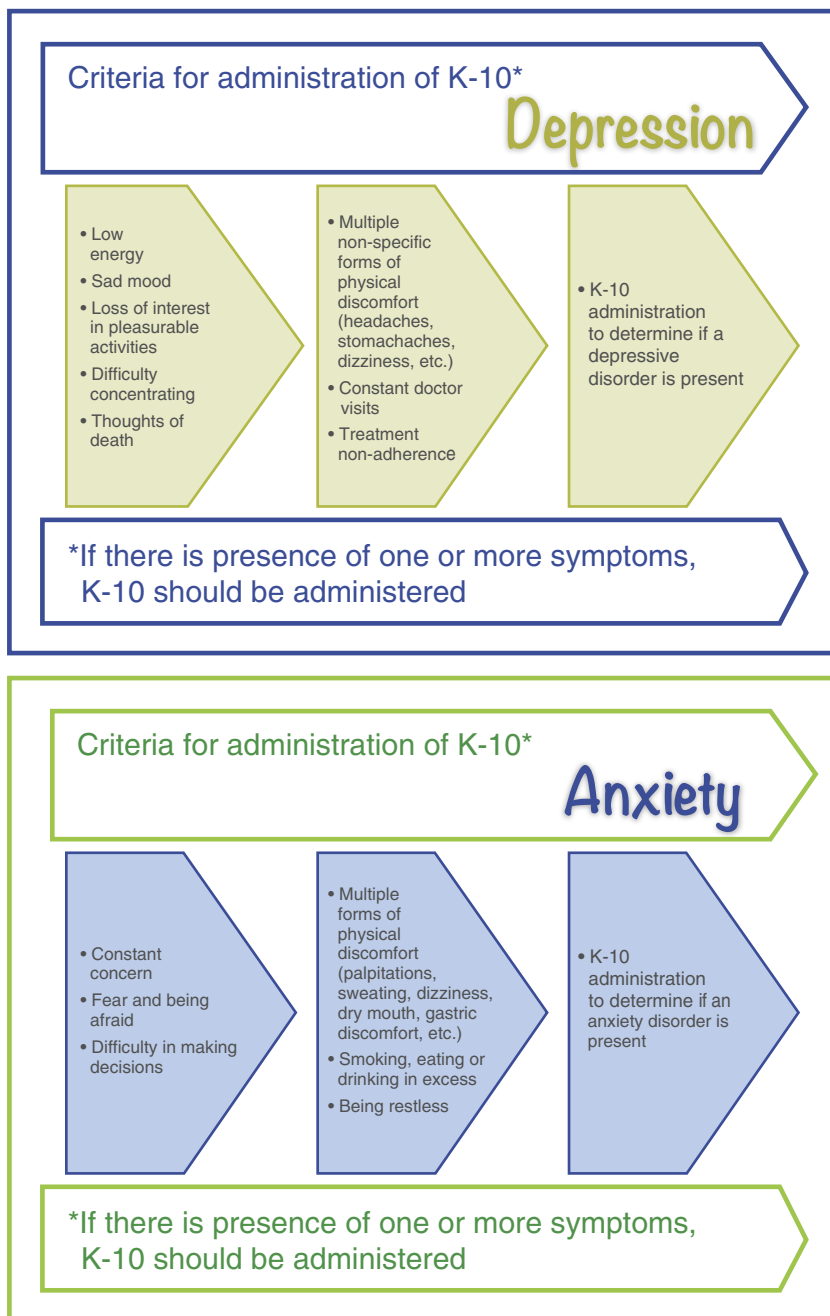 Criteria for administration of K-10*
Depression
• Low
energy
• Sad mood
• Loss of interest
in pleasurable
activities
• Difficulty
concentrating
• Thoughts of
death
• Multiple
non-specific
forms of
physical
discomfort
(headaches,
stomachaches,
dizziness, etc.)
• Constant doctor
visits
• Treatment
non-adherence
• K-10
administration
to determine if a
depressive
disorder is present
*If there is presence of one or more symptoms,
K-10 should be administered
Criteria for administration of K-10*
Anxiety
• Constant
concern
• Fear and being
afraid
• Difficulty in making
decisions
• Multiple
forms of
physical
discomfort
(palpitations,
sweating, dizziness,
dry mouth, gastric
discomfort, etc.)
• Smoking, eating or
drinking in excess
• Being restless
• K-10
administration
to determine if an
anxiety disorder is
present
*If there is presence of one or more symptoms,
K-10 should be administered